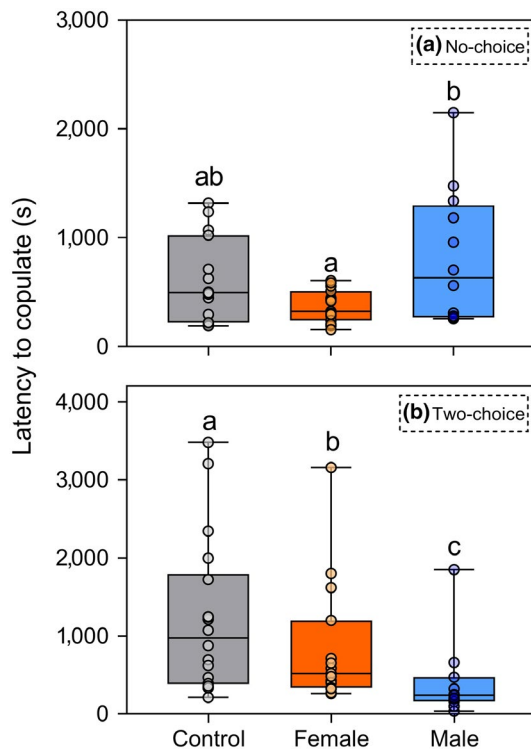 Latency to copulate (s)
3,000
2,000
1,000
0
(a) No-choice
ab
a
b
4,000
3,000
2,000
1,000
0
(b) Two-choice
a
b
c
Control Female Male